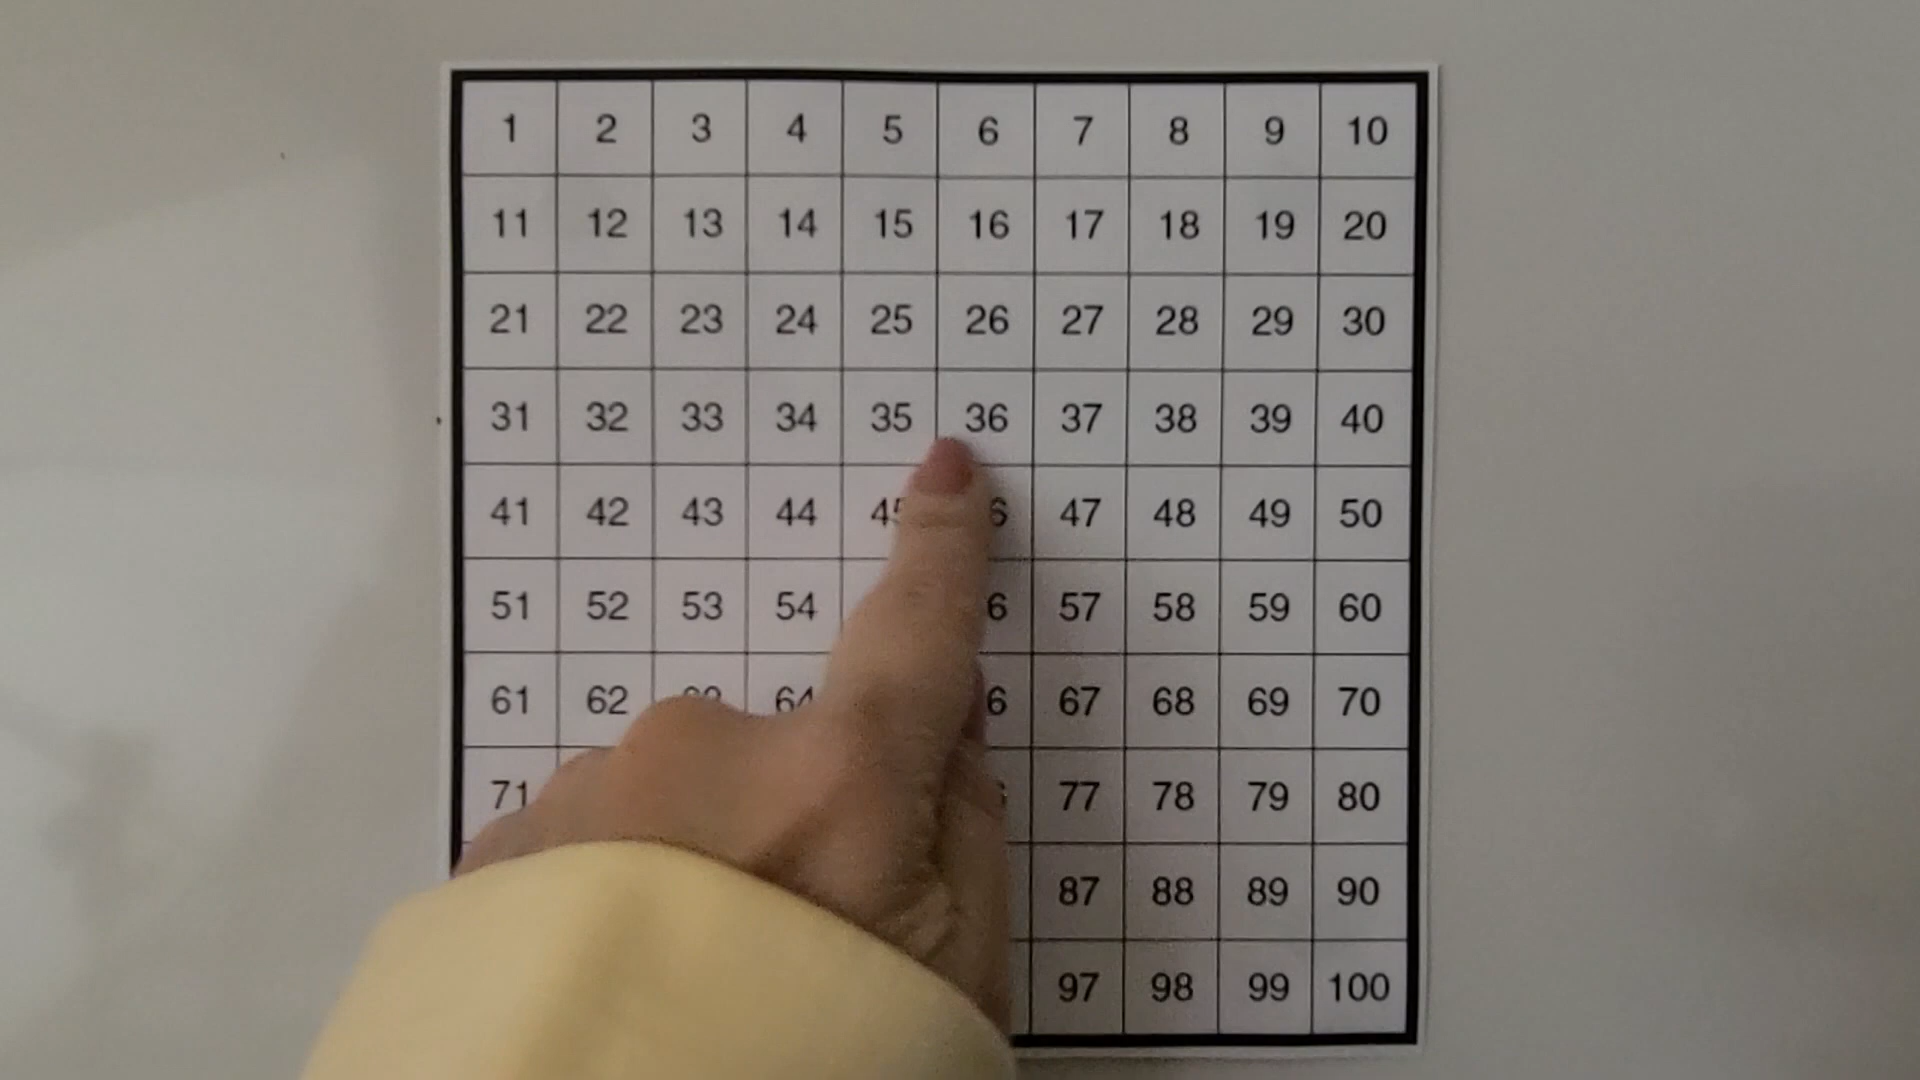 1 2 3 4 5 6 7 8 9 10
11 12 13 14 15 16 17 18 19 20
21 22 23 24 25 26 27 28 29 30
31 32 33 34 35 36 37 38 39 40
41 42 43 44 45 47 48 49 50
51 52 53 54 57 58 59 60
61 62 64 67 68 69 70
71 77 78 79 80
87 88 89 90
97 98 99 100